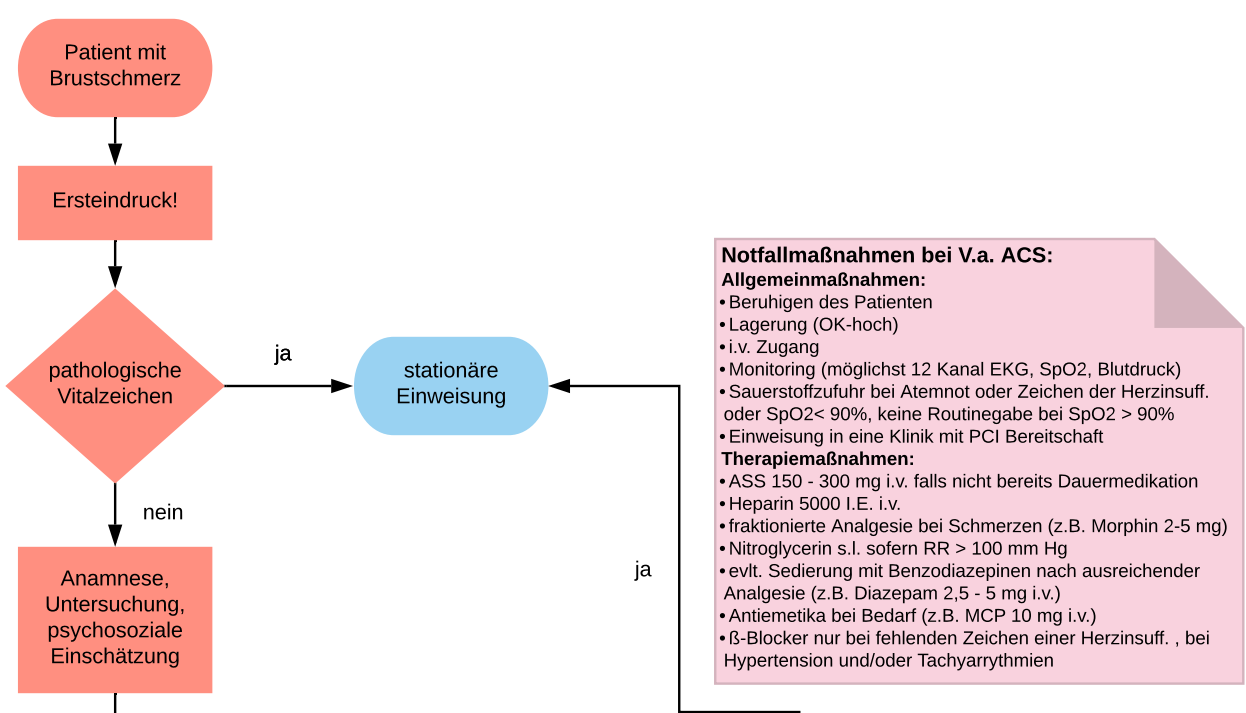 Patient mit
Brustschmerz
Ersteindruck!
pathologische
Vitalzeichen
ja
stationäre
Einweisung
nein
Anamnese,
Untersuchung,
psychosoziale
Einschätzung
ja
Notfallmaßnahmen bei V.a. ACS:
Allgemeinmaßnahmen:
•Beruhigen des Patienten
•Lagerung (OK-hoch)
•i.v. Zugang
•Monitoring (möglichst 12 Kanal EKG, SpO2, Blutdruck)
•Sauerstoffzufuhr bei Atemnot oder Zeichen der Herzinsuff.
oder SpO2< 90%, keine Routinegabe bei SpO2 > 90%
•Einweisung in eine Klinik mit PCI Bereitschaft
Therapiemaßnahmen:
•ASS 150 - 300 mg i.v. falls nicht bereits Dauermedikation
•Heparin 5000 I.E. i.v.
•fraktionierte Analgesie bei Schmerzen (z.B. Morphin 2-5 mg)
•Nitroglycerin s.l. sofern RR > 100 mm Hg
•evlt. Sedierung mit Benzodiazepinen nach ausreichender
Analgesie (z.B. Diazepam 2,5 - 5 mg i.v.)
•Antiemetika bei Bedarf (z.B. MCP 10 mg i.v.)
•ß-Blocker nur bei fehlenden Zeichen einer Herzinsuff. , bei
Hypertension und/oder Tachyarrythmien